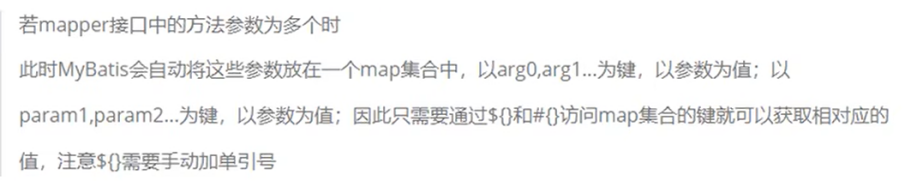 若mapper接口中的方法参数为多个时
此时MyBatis会自动将这些参数放在一个map集合中，以arg0,arg1...为键，以参数为值；以
param1,param2...为键，以参数为值；因此只需要通过${}和#{}访问map集合的键就可以获取相对应的
值，注意${}需要手动加单引号